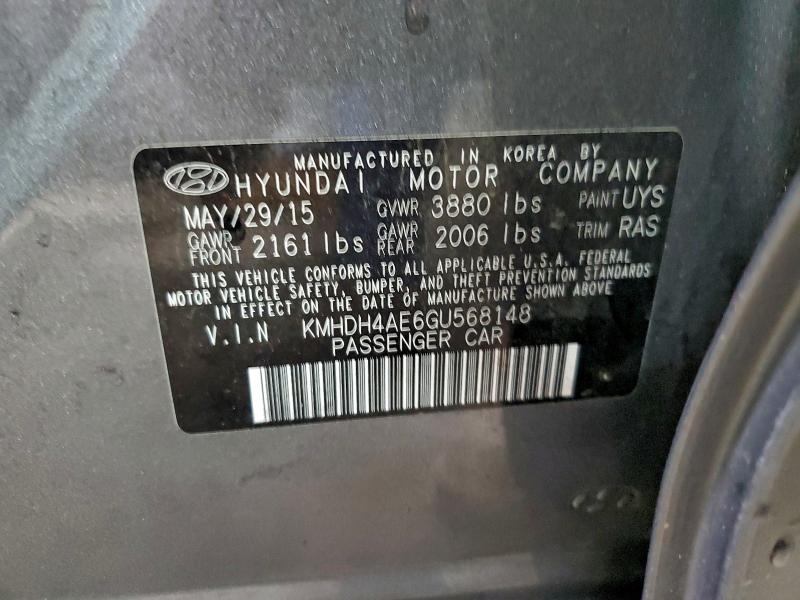 MANUFACTURED IN KOREA BY
HYUNDAI MOTOR COMPANY
MAY/29/15 GVWR 3880 lbs PAINT UYS
GAWR FRONT 2161 lbs GAWR REAR 2006 lbs TRIM RAS
THIS VEHICLE CONFORMS TO ALL APPLICABLE U.S.A. FEDERAL
MOTOR VEHICLE SAFETY, BUMPER, AND THEFT PREVENTION STANDARDS
IN EFFECT ON THE DATE OF MANUFACTURE SHOWN ABOVE
V.I.N KMHDH4AE6GU568148
PASSENGER CAR